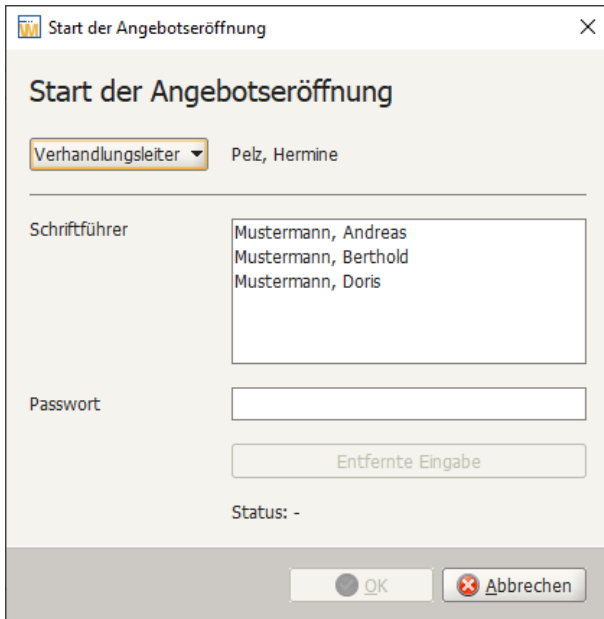 Start der Angebotseröffnung
Start der Angebotseröffnung
Verhandlungsleiter Pelz, Hermine
Schriftführer
Mustermann, Andreas
Mustermann, Berthold
Mustermann, Doris
Passwort
Entfernte Eingabe
Status: -
OK Abbrechen